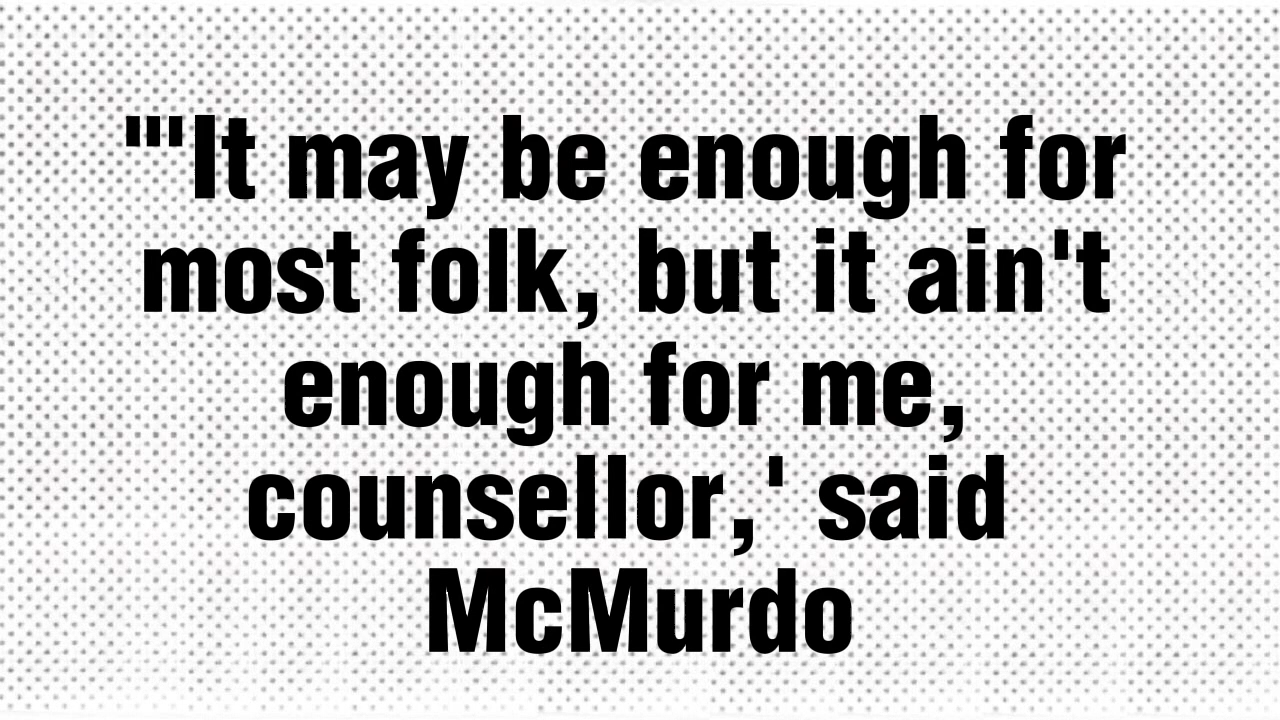 "'It may be enough for
most folk, but it ain't
enough for me,
counsellor,' said
McMurdo